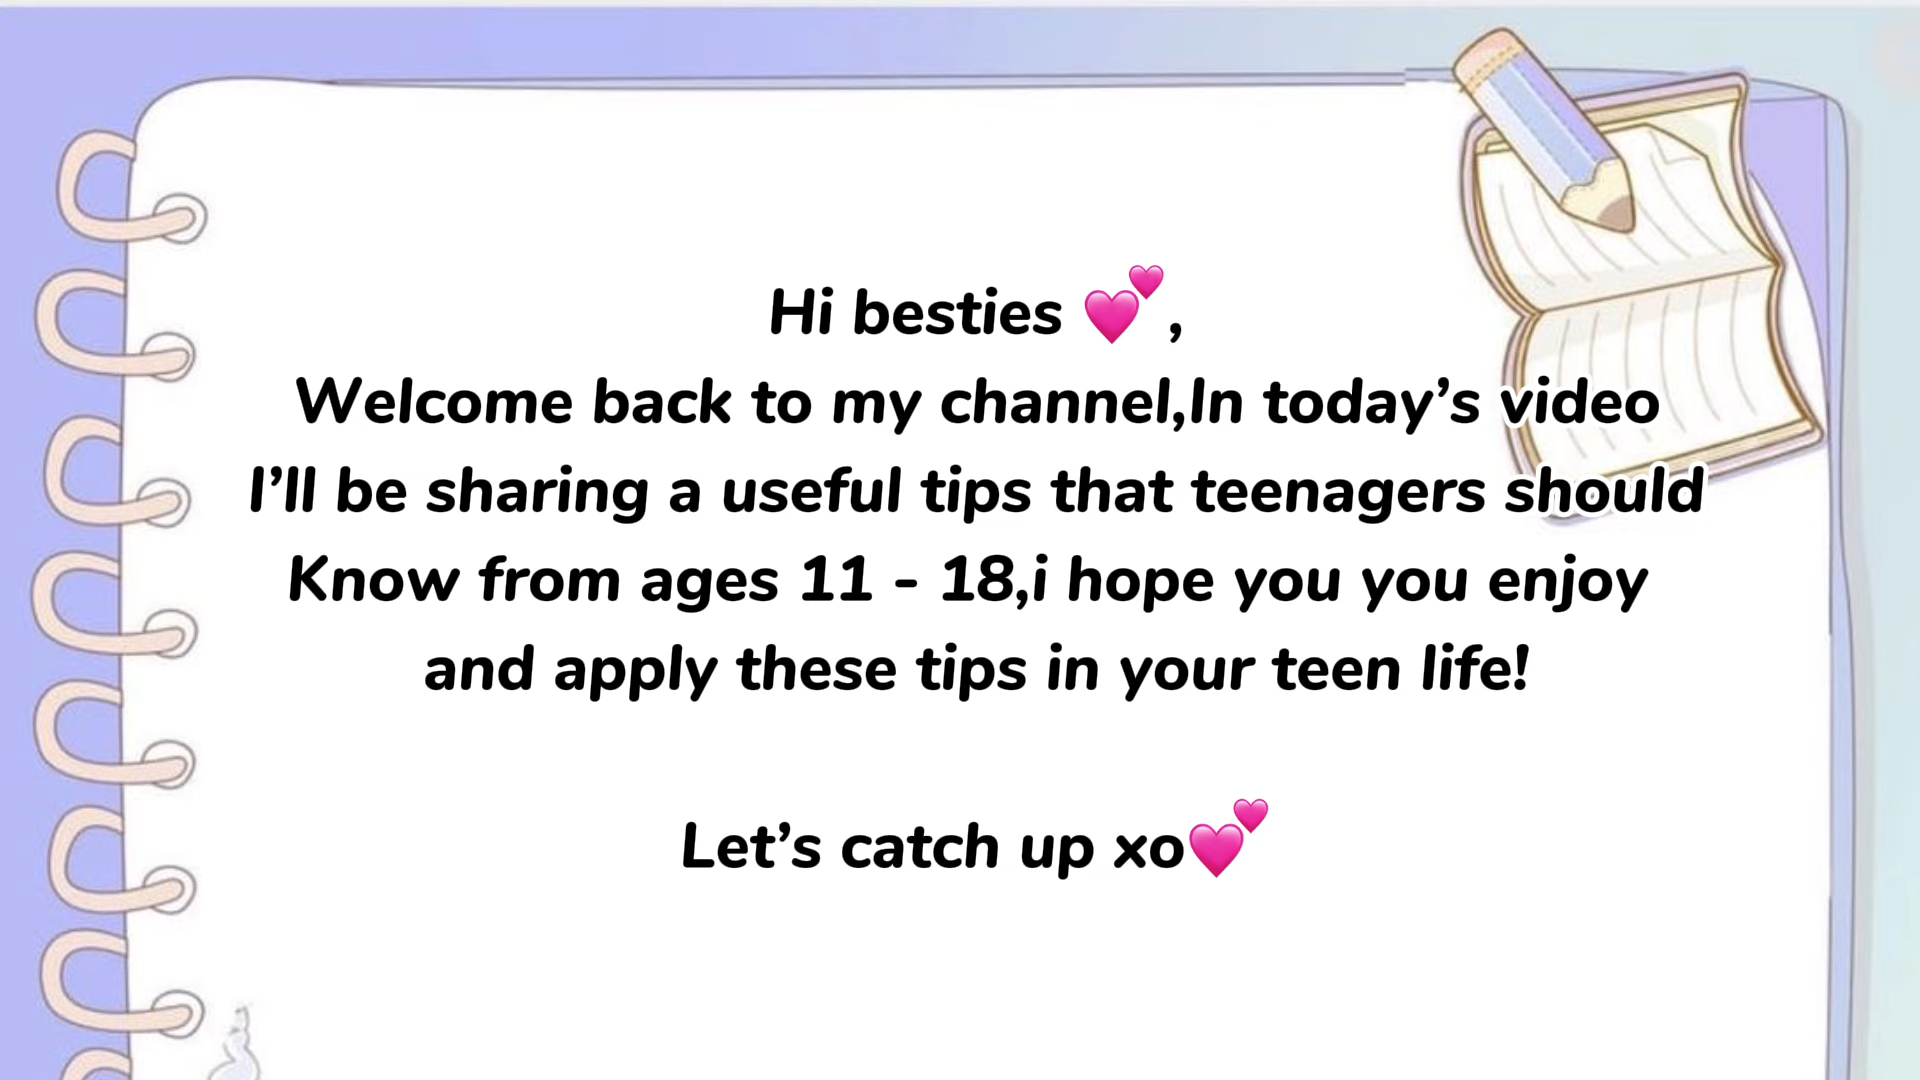 Hi besties 💕,
Welcome back to my channel,In today’s video
I’ll be sharing a useful tips that teenagers should
Know from ages 11 - 18,i hope you you enjoy
and apply these tips in your teen life!
Let’s catch up xo💕